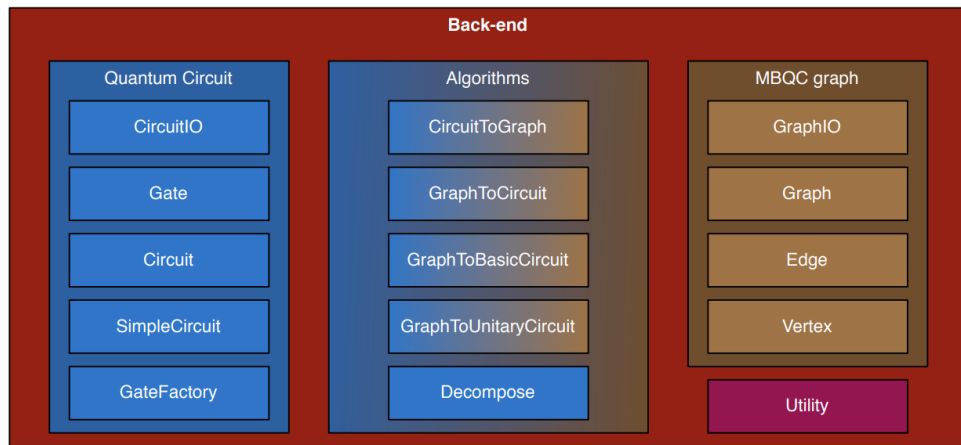 Back-end
Quantum Circuit
CircuitIO
Gate
Circuit
SimpleCircuit
GateFactory
Algorithms
CircuitToGraph
GraphToCircuit
GraphToBasicCircuit
GraphToUnitaryCircuit
Decompose
MBQC graph
GraphIO
Graph
Edge
Vertex
Utility